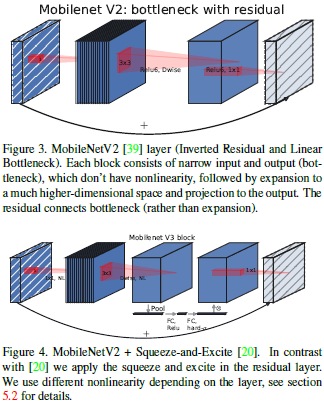 Mobilenet V2: bottleneck with residual
3x3
Relu6, Dwise
Relu6, 1x1
+
Figure 3. MobileNetV2 [39] layer (Inverted Residual and Linear
Bottleneck). Each block consists of narrow input and output (bot-
tleneck), which don't have nonlinearity, followed by expansion to
a much higher-dimensional space and projection to the output. The
residual connects bottleneck (rather than expansion).
Mobilenet V3 block
1x1, NL
3x3
Dwise, NL
1x1
Pool
FC,
Relu
FC,
+
Figure 4. MobileNetV2 + Squeeze-and-Excite [20]. In contrast
with [20] we apply the squeeze and excite in the residual layer.
We use different nonlinearity depending on the layer, see section
5.2 for details.